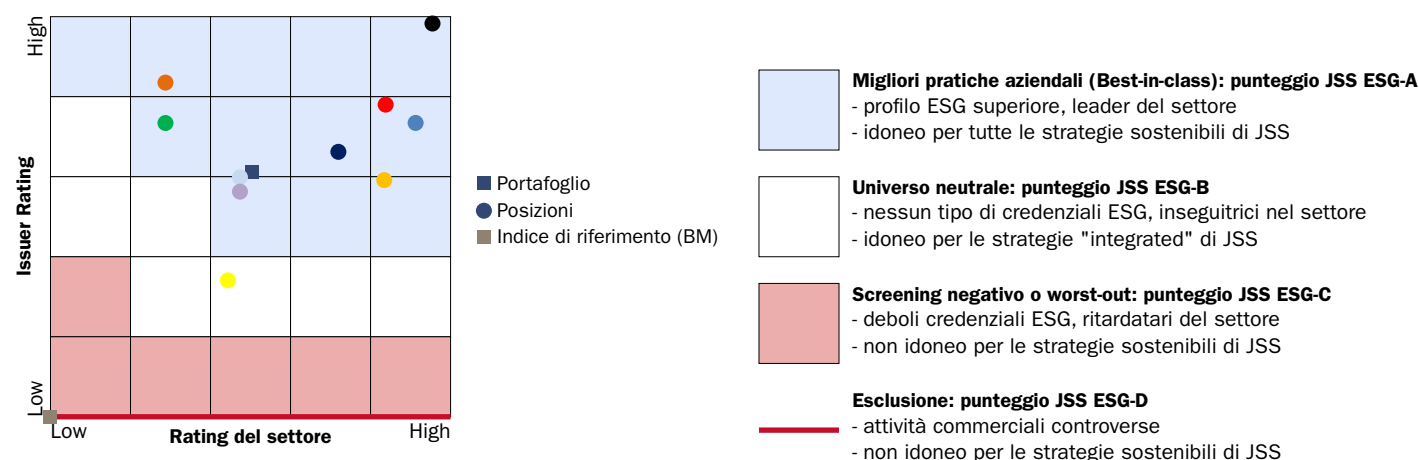 High
Issuer Rating
Low
Low
Rating del settore
High
Portafoglio
Posizioni
Indice di riferimento (BM)
Migliori pratiche aziendali (Best-in-class): punteggio JSS ESG-A
- profilo ESG superiore, leader del settore
- idoneo per tutte le strategie sostenibili di JSS
Universo neutrale: punteggio JSS ESG-B
- nessun tipo di credenziali ESG, inseguitrici nel settore
- idoneo per le strategie "integrated" di JSS
Screening negativo o worst-out: punteggio JSS ESG-C
- deboli credenziali ESG, ritardatari del settore
- non idoneo per le strategie sostenibili di JSS
Esclusione: punteggio JSS ESG-D
- attività commerciali controverse
- non idoneo per le strategie sostenibili di JSS